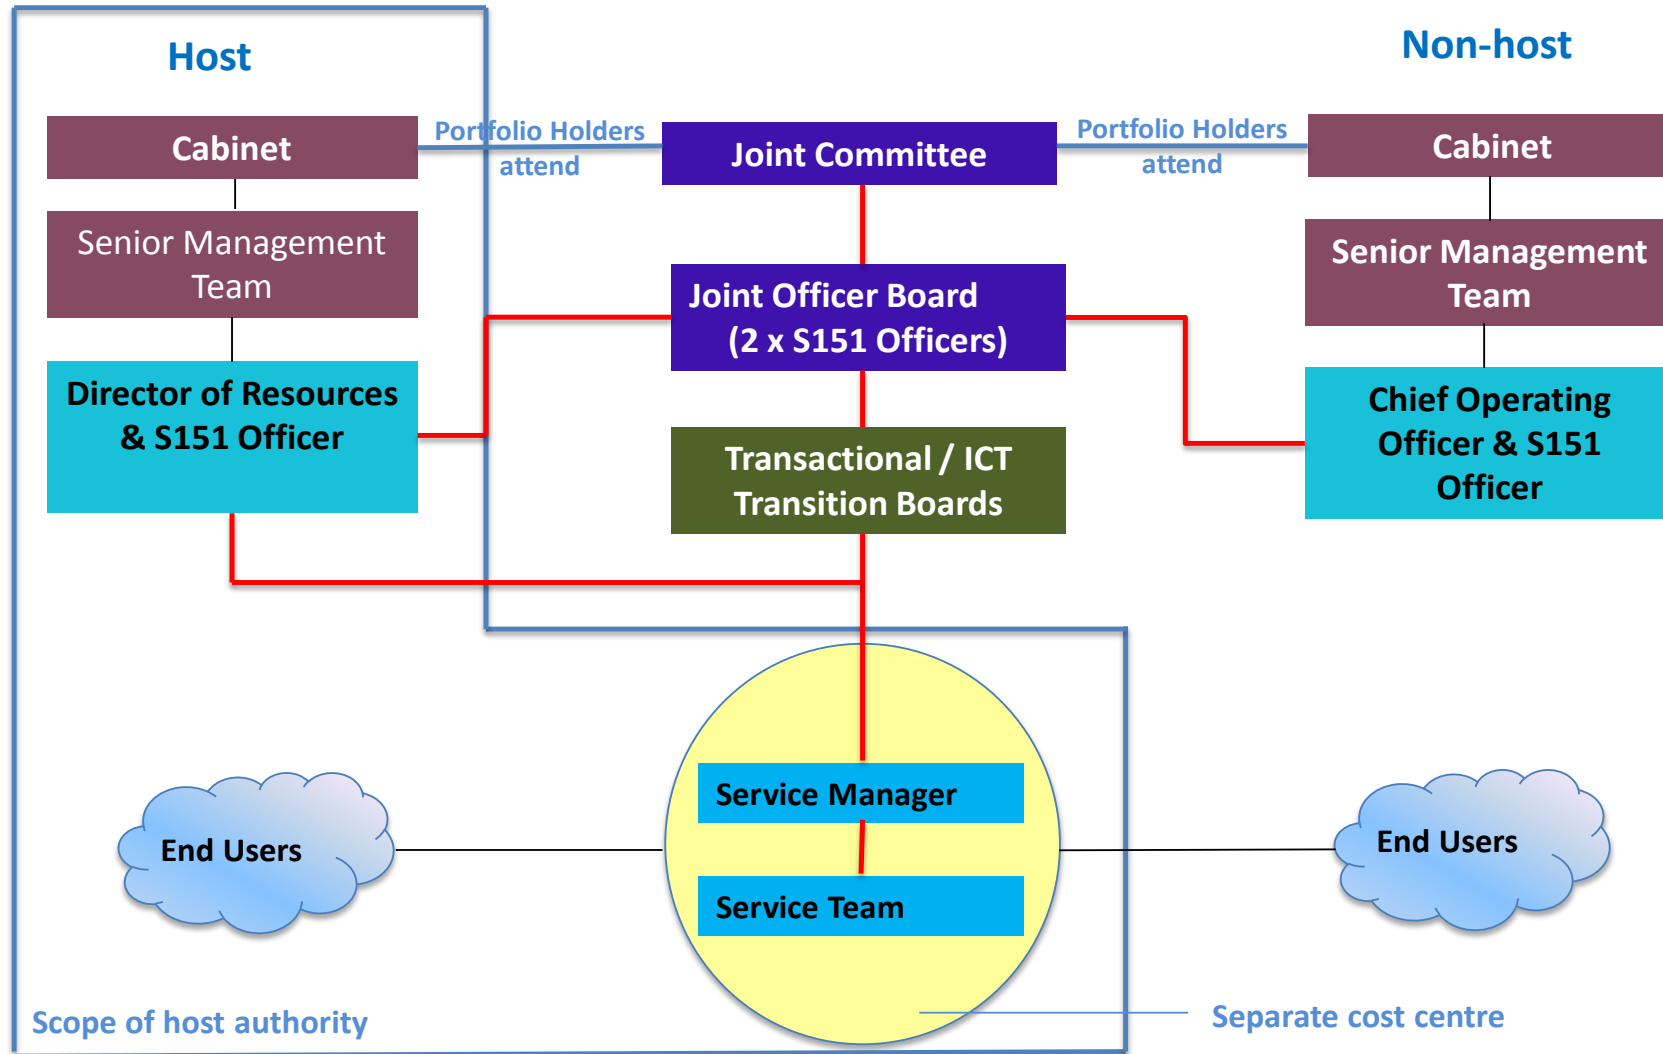 Host
Non-host
Cabinet
Portfolio Holders
attend
Joint Committee
Portfolio Holders
attend
Cabinet
Senior Management
Team
Joint Officer Board
(2 x S151 Officers)
Senior Management
Team
Director of Resources
& S151 Officer
Transactional / ICT
Transition Boards
Chief Operating
Officer & S151
Officer
Service Manager
End Users
End Users
Service Team
Scope of host authority
Separate cost centre